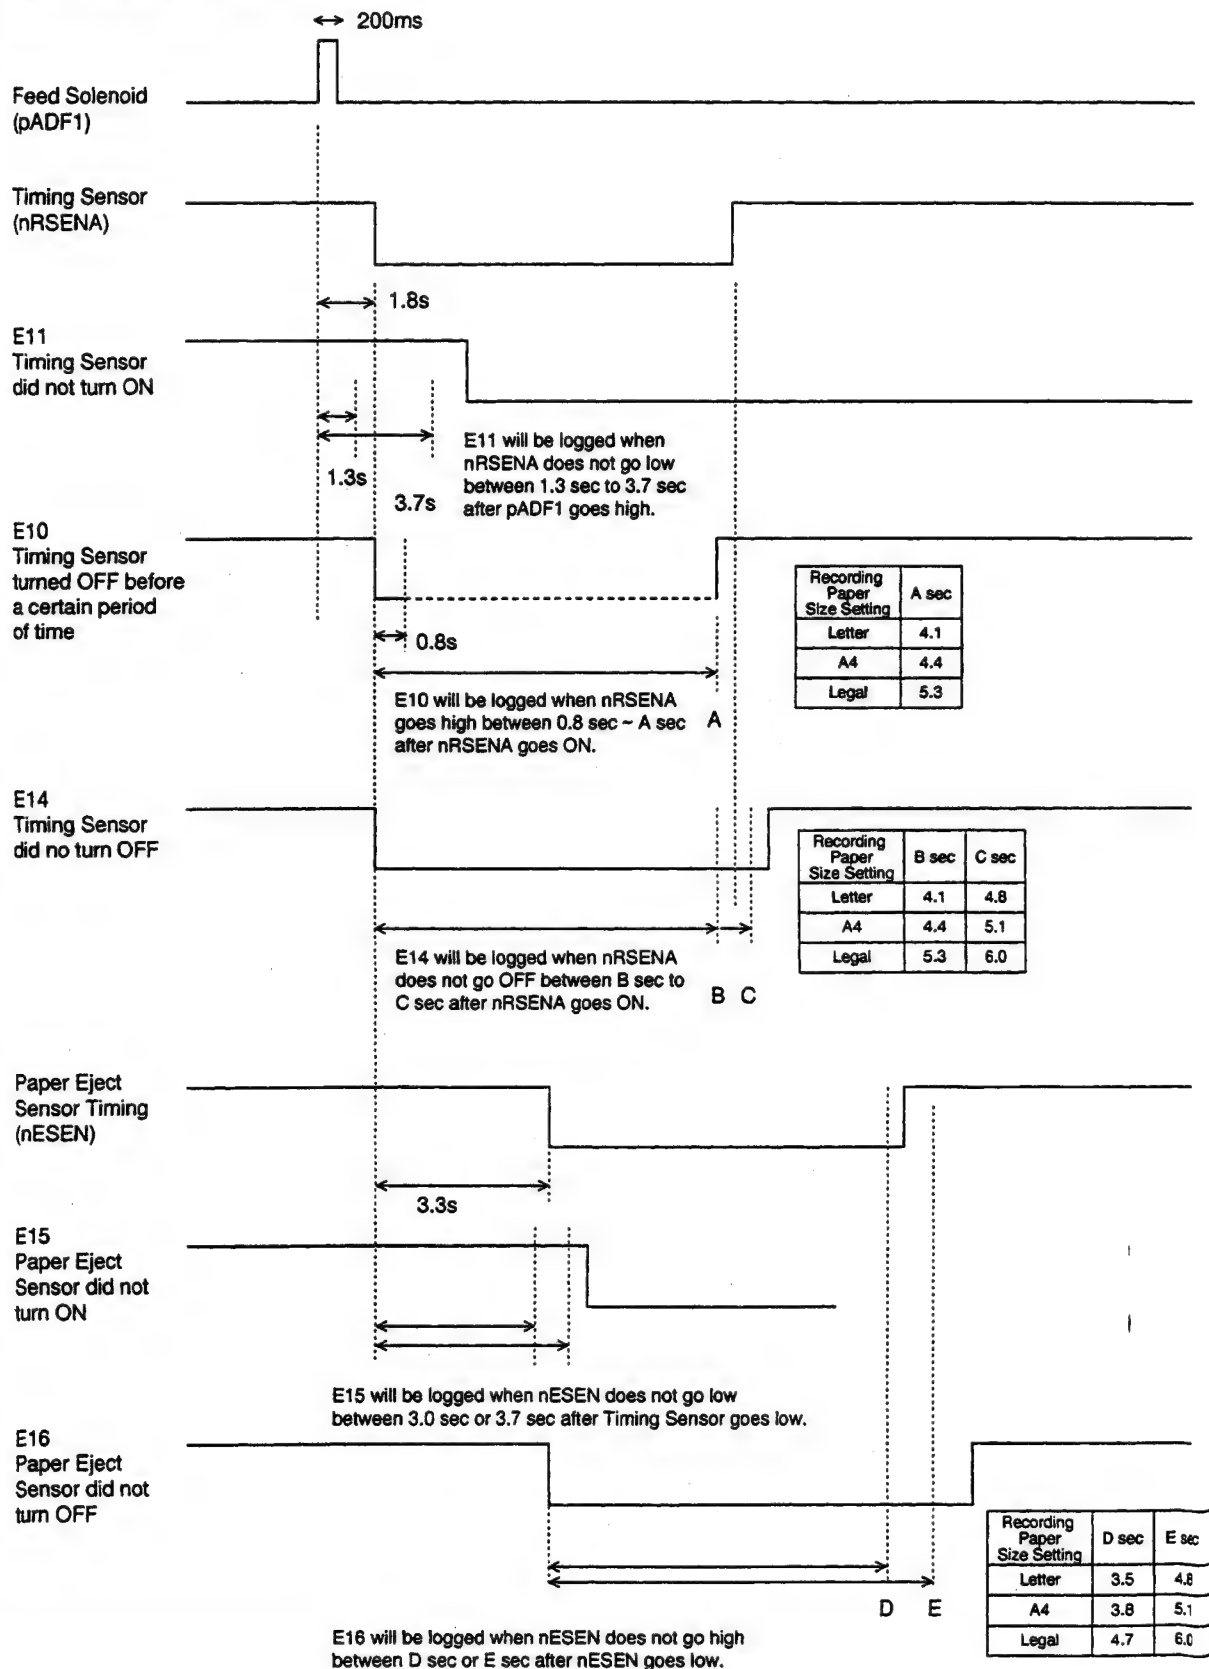 200ms
Feed Solenoid
(pADF1)
Timing Sensor
(nRSENA)
1.8s
E11
Timing Sensor
did not turn ON
1.3s
3.7s
E11 will be logged when
nRSENA does not go low
between 1.3 sec to 3.7 sec
after pADF1 goes high.
E10
Timing Sensor
turned OFF before
a certain period
of time
0.8s
E10 will be logged when nRSENA
goes high between 0.8 sec ~ A sec
after nRSENA goes ON.
A
Recording
Paper
Size Setting
A sec
Letter 4.1
A4 4.4
Legal 5.3
E14
Timing Sensor
did no turn OFF
E14 will be logged when nRSENA
does not go OFF between B sec to
C sec after nRSENA goes ON.
B C
Recording
Paper
Size Setting
B sec C sec
Letter 4.1 4.8
A4 4.4 5.1
Legal 5.3 6.0
Paper Eject
Sensor Timing
(nESEN)
3.3s
E15
Paper Eject
Sensor did not
turn ON
E15 will be logged when nESEN does not go low
between 3.0 sec or 3.7 sec after Timing Sensor goes low.
E16
Paper Eject
Sensor did not
turn OFF
D E
E16 will be logged when nESEN does not go high
between D sec or E sec after nESEN goes low.
Recording
Paper
Size Setting
D sec E sec
Letter 3.5 4.8
A4 3.8 5.1
Legal 4.7 6.0